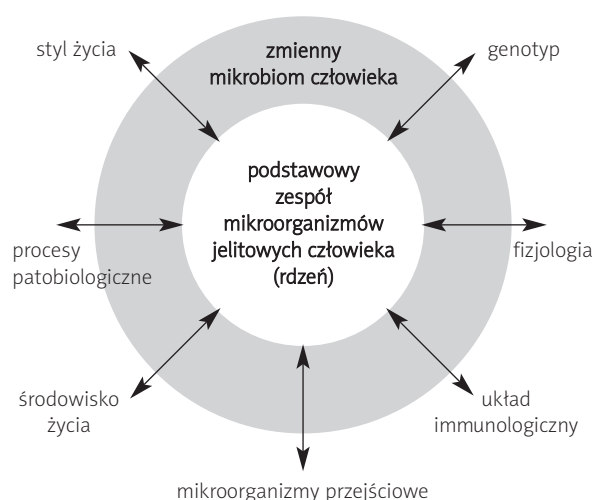 styl życia
zmienny
mikrobiom człowieka
genotyp
podstawowy
zespół
mikroorganizmów
jelitowych człowieka
(rdzeń)
procesy
patobiologiczne
fizjologia
środowisko
życia
układ
immunologiczny
mikroorganizmy przejściowe